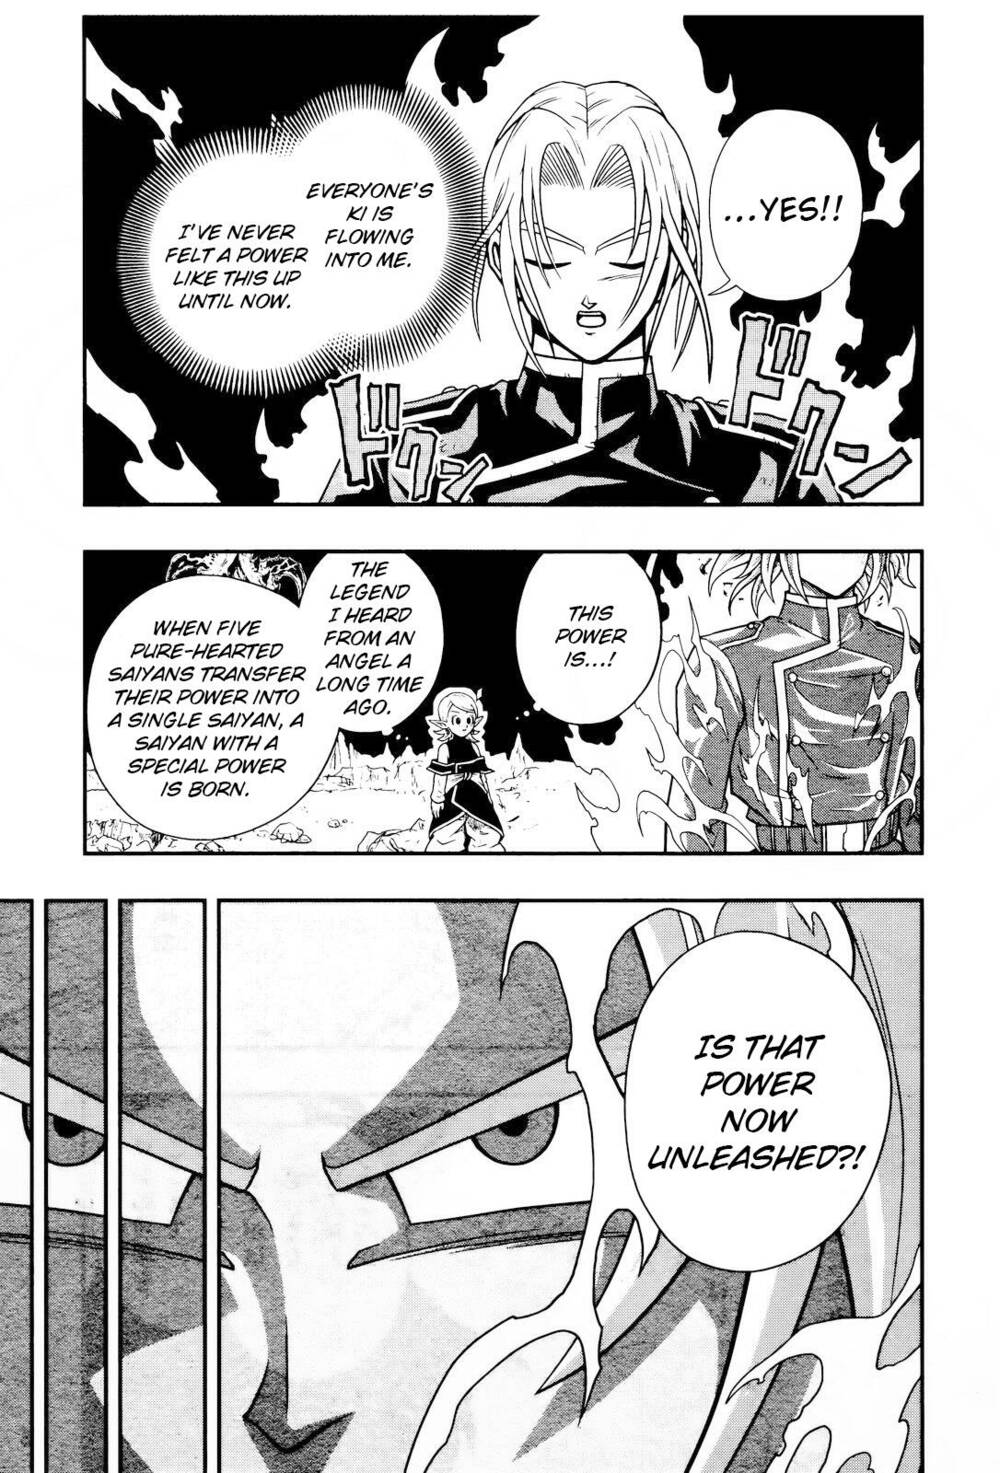 ...YES!!
EVERYONE'S
KI IS
FLOWING
INTO ME.
I'VE NEVER
FELT A POWER
LIKE THIS UP
UNTIL NOW.
ドクン
ドクン
THIS
POWER
IS...!
THE
LEGEND
I HEARD
FROM AN
ANGEL A
LONG TIME
AGO.
WHEN FIVE
PURE-HEARTED
SAIYANS TRANSFER
THEIR POWER INTO
A SINGLE SAIYAN, A
SAIYAN WITH A
SPECIAL POWER
IS BORN.
IS THAT
POWER
NOW
UNLEASHED?!